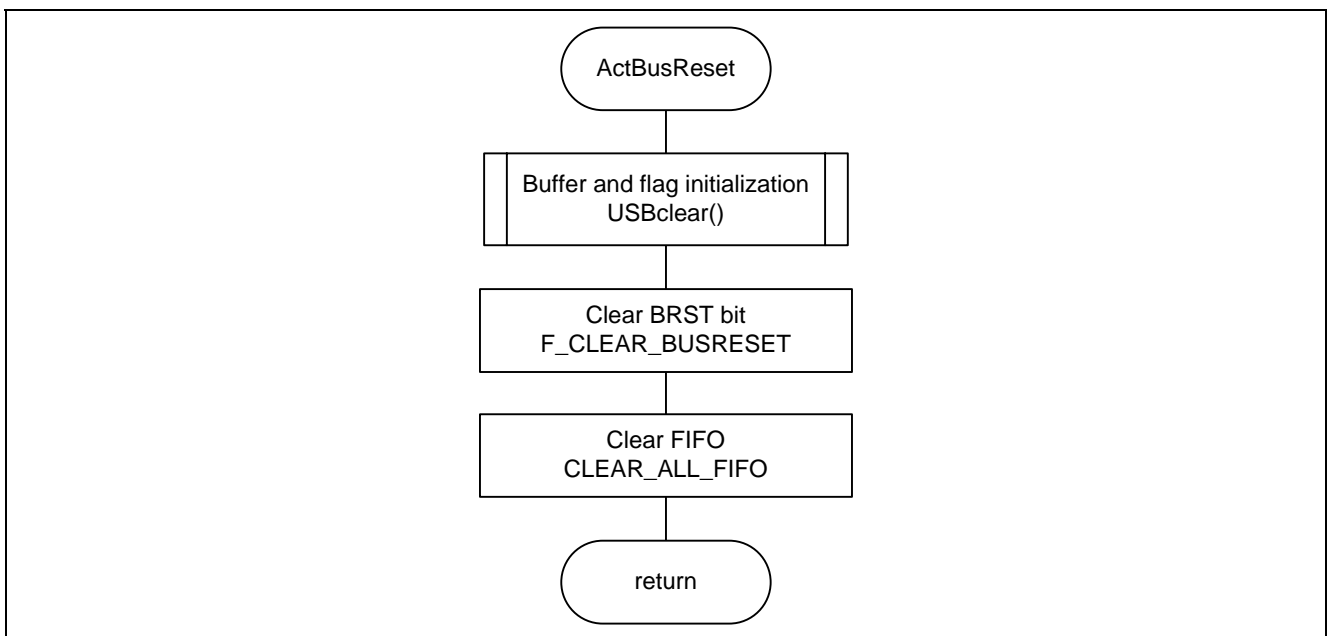 ActBusReset
Buffer and flag initialization
USBclear()
Clear BRST bit
F_CLEAR_BUSRESET
Clear FIFO
CLEAR_ALL_FIFO
return